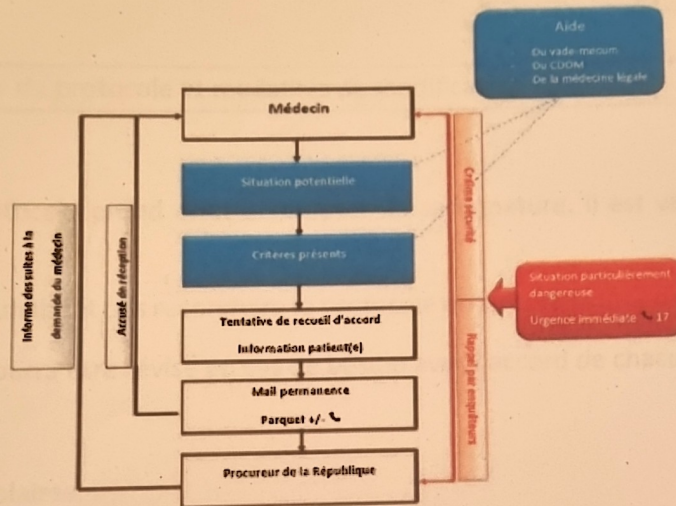 Aide
- Du vade-mecum
- Du CDOM
- De la médecine légale
Médecin
Situation potentielle
Critères présents
Tentative de recueil d'accord
Information patient(e)
Mail permanence
Parquet +/- 📞
Procureur de la République
Informe des suites à la
demande du médecin
Accusé de réception
sécurité
Rappel par enquêteurs
Situation particulièrement
dangereuse
Urgence immédiate 📞 17